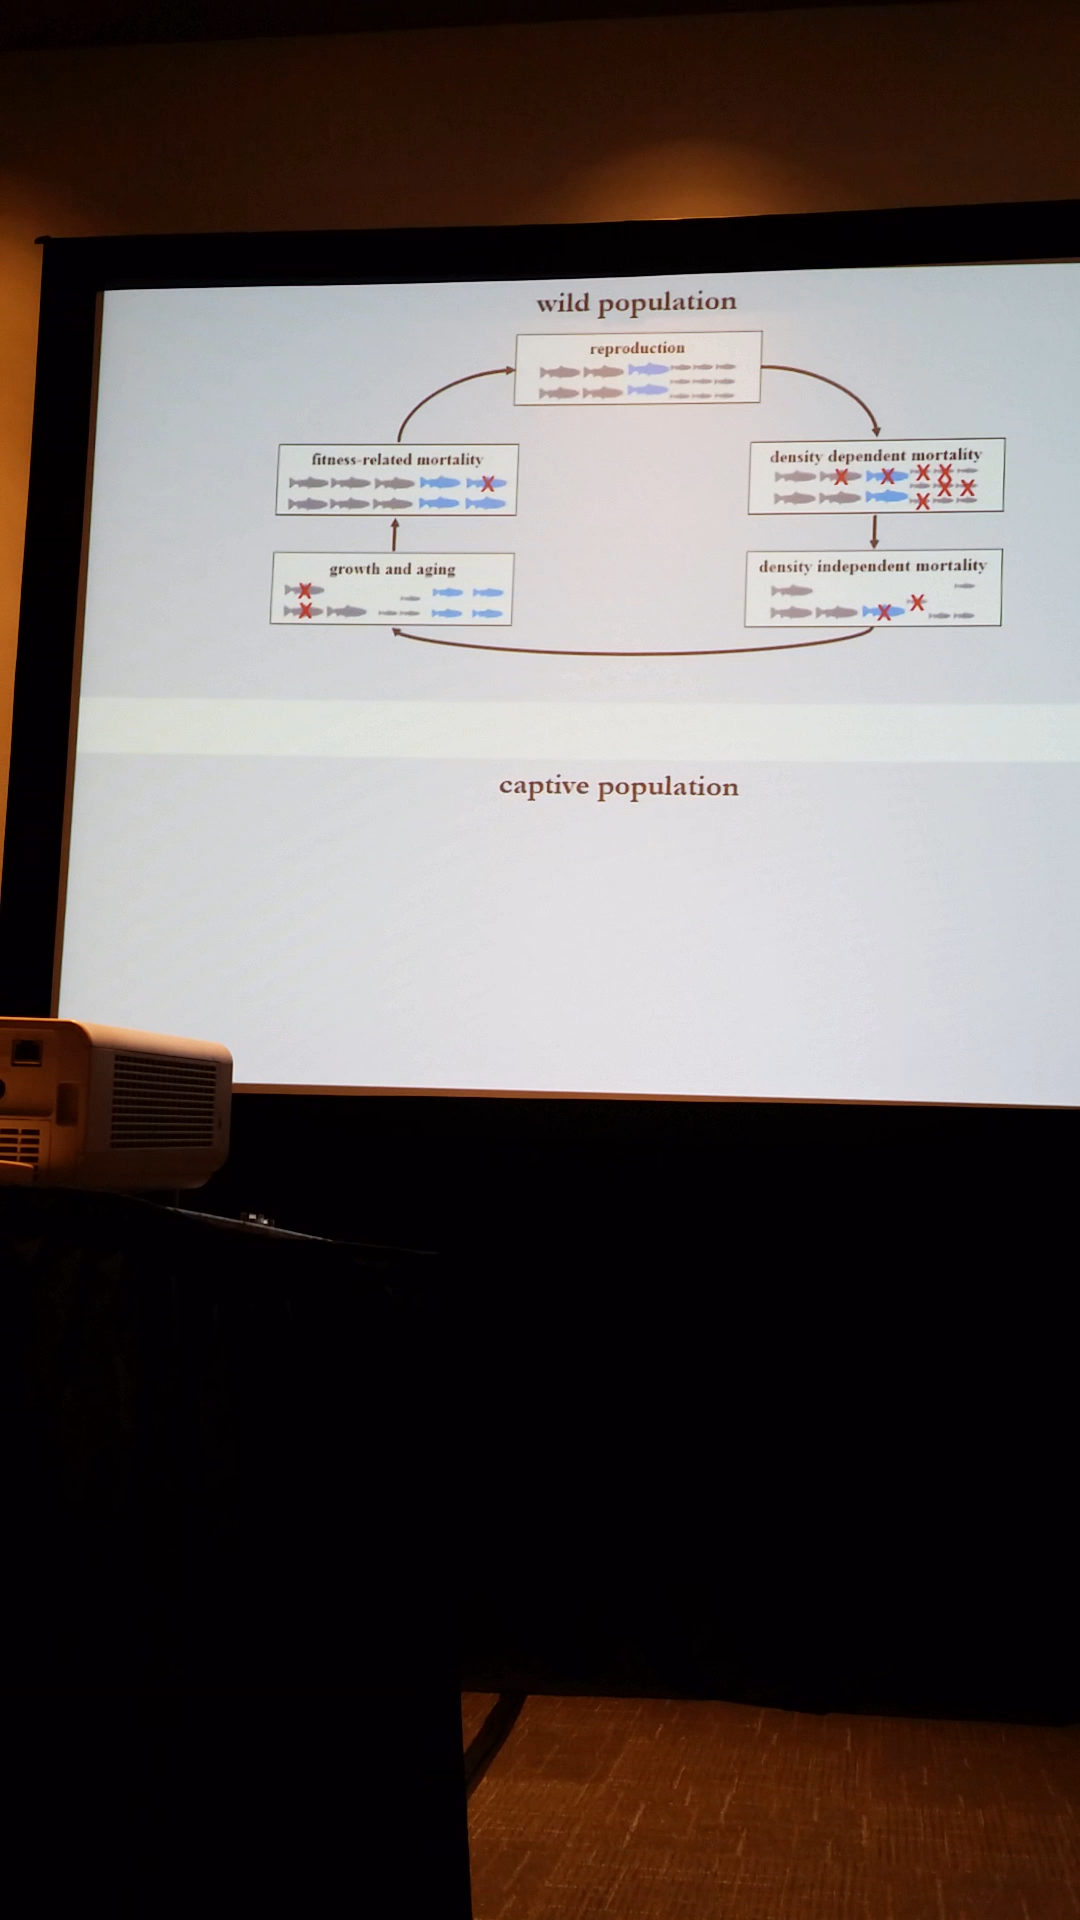 wild population
reproduction
fitness-related mortality
density dependent mortality
growth and aging
density independent mortality
captive population